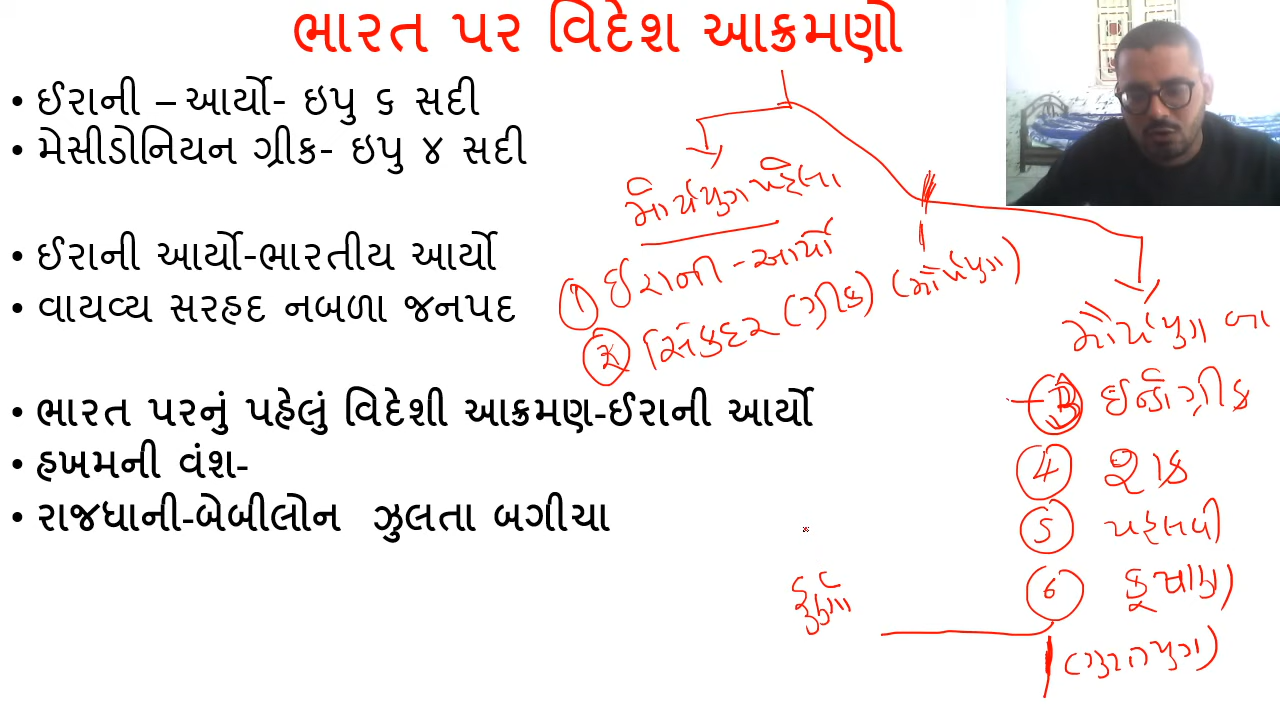 ભારત પર વિદેશ આક્રમણો
• ઈરાની – આર્યો- ઇપુ ૬ સદી
• મેસીડોનિયન ગ્રીક- ઇપુ ૪ સદી
• ઈરાની આર્યો-ભારતીય આર્યો
• વાયવ્ય સરહદ નબળા જનપદ
• ભારત પરનું પહેલું વિદેશી આક્રમણ-ઈરાની આર્યો
• હખમની વંશ-
• રાજધાની-બેબીલોન ઝુલતા બગીચા
મૌર્યયુગ પહેલા
1 ઈરાની - આર્યો
2 સિકંદર (ગ્રીક)
(મૌર્યયુગ)
મૌર્યયુગ બા
3 ઈન્ડોગ્રીક
4 શક
5 પહલવી
6 કૂષાણ
(ગુપ્તયુગ)
હુણો